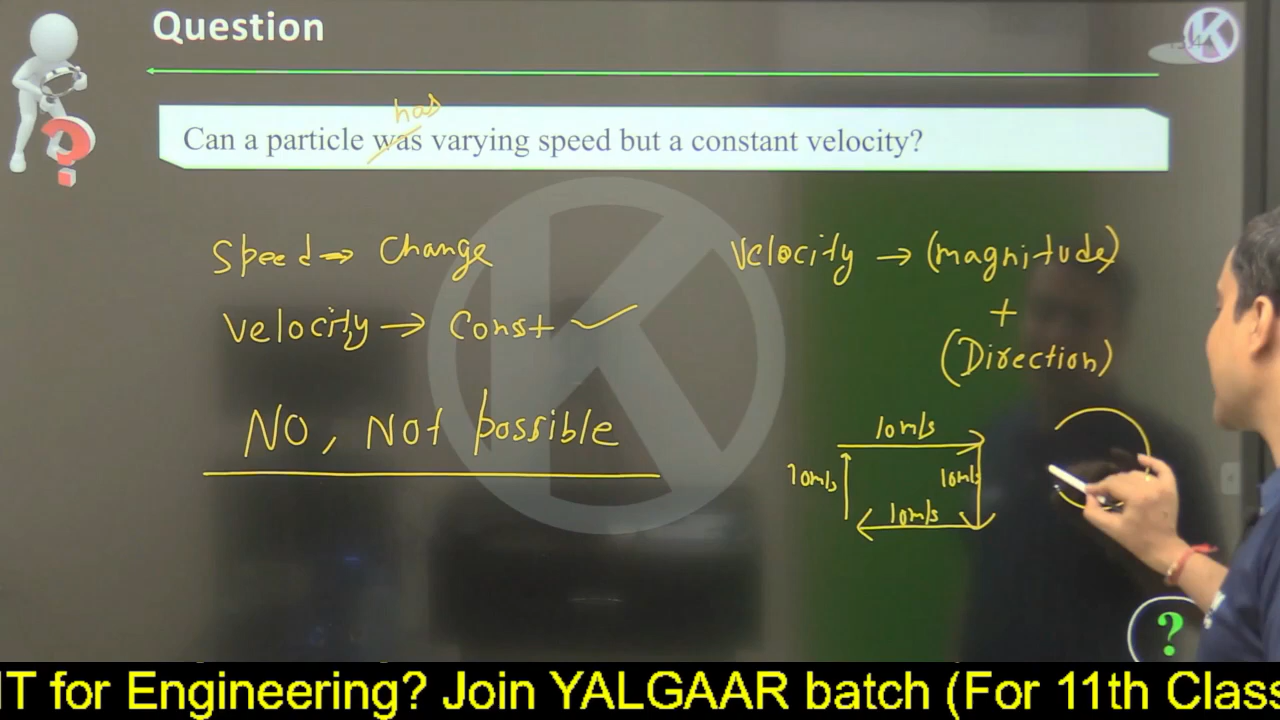 Question
has
Can a particle was varying speed but a constant velocity?
Speed → Change
Velocity → Const ✓
NO, Not possible
Velocity → (magnitude)
+
(Direction)
10m/s
10m/s
10m/s
10m/s
IT for Engineering? Join YALGAAR batch (For 11th Class